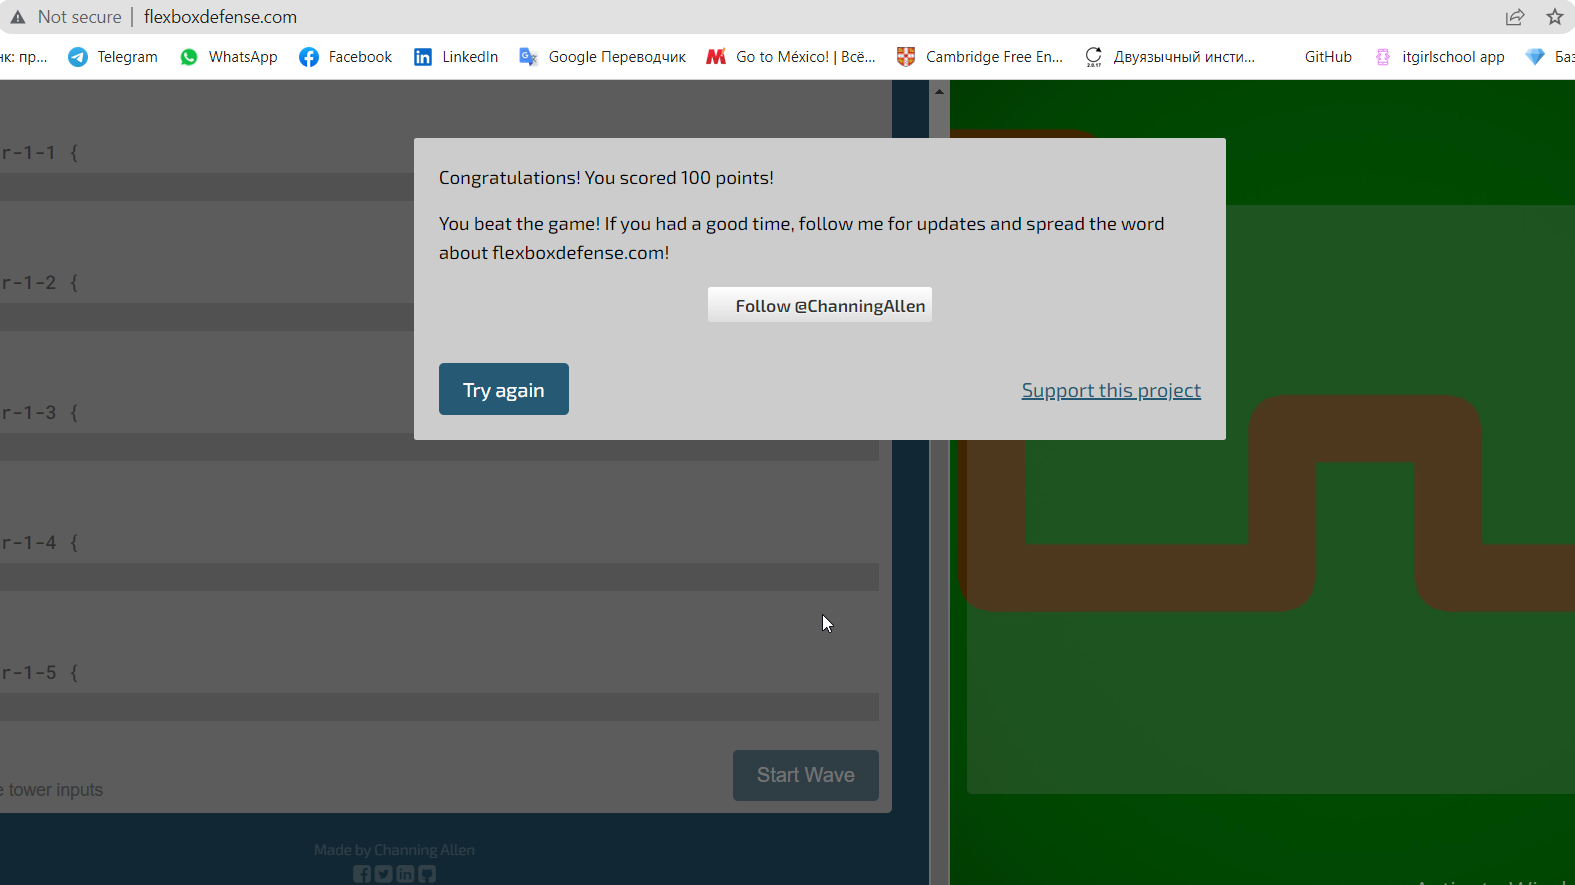 Not secure flexboxdefense.com
нк: пр... Telegram WhatsApp Facebook LinkedIn Google Переводчик Go to México! | Всё... Cambridge Free En... Двуязычный инсти... GitHub itgirlschool app Баз
r-1-1 {
Congratulations! You scored 100 points!
You beat the game! If you had a good time, follow me for updates and spread the word
about flexboxdefense.com!
r-1-2 {
Follow @ChanningAllen
Try again Support this project
r-1-3 {
r-1-4 {
r-1-5 {
Start Wave
e tower inputs
Made by Channing Allen